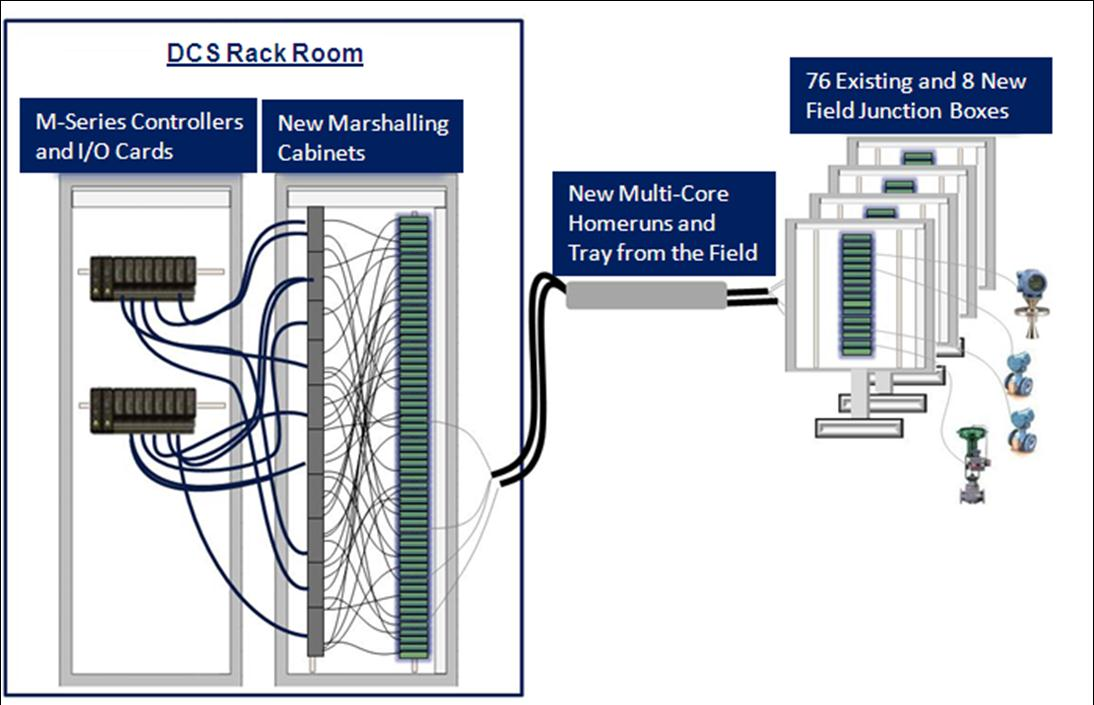 DCS Rack Room
M-Series Controllers
and I/O Cards
New Marshalling
Cabinets
New Multi-Core
Homeruns and
Tray from the Field
76 Existing and 8 New
Field Junction Boxes